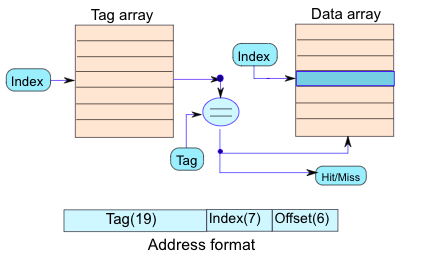 Tag array
Data array
Index
Index
=
Tag
Hit/Miss
Tag(19) Index(7) Offset(6)
Address format